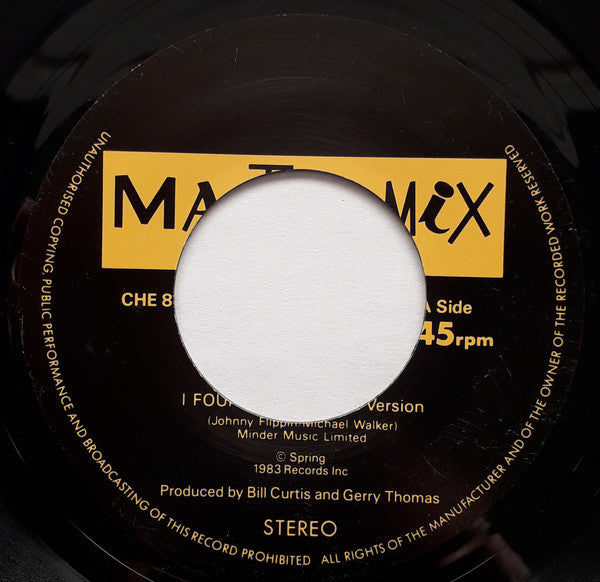 MA MiX
CHE 8
A Side
45rpm
I FOU Version
(Johnny Flippin/Michael Walker)
Minder Music Limited
© Spring
1983 Records Inc
Produced by Bill Curtis and Gerry Thomas
STEREO
UNAUTHORISED COPYING, PUBLIC PERFORMANCE AND BROADCASTING OF THIS RECORD PROHIBITED ALL RIGHTS OF THE MANUFACTURER AND OF THE OWNER OF THE RECORDED WORK RESERVED